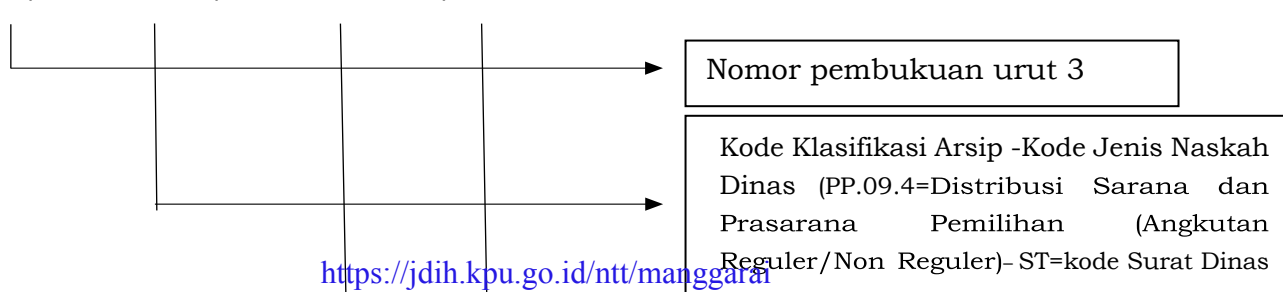 Nomor pembukuan urut 3
Kode Klasifikasi Arsip -Kode Jenis Naskah
Dinas (PP.09.4=Distribusi Sarana dan
Prasarana Pemilihan (Angkutan
Reguler/Non Reguler)- ST=kode Surat Dinas
https://jdih.kpu.go.id/ntt/manggarai